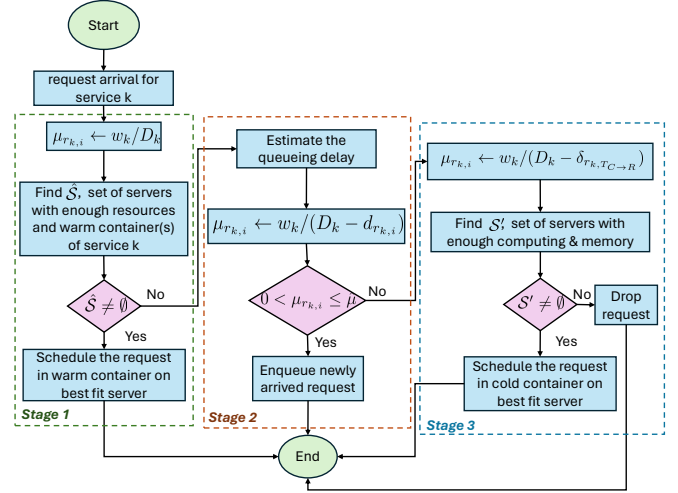 Start
request arrival for
service k
μ_{r_{k,i}} ← w_k/D_k
Find Ŝ, set of servers
with enough resources
and warm container(s)
of service k
Ŝ ≠ ∅
No
Yes
Schedule the request
in warm container on
best fit server
Stage 1
Estimate the
queueing delay
μ_{r_{k,i}} ← w_k/(D_k − d_{r_{k,i}})
0 < μ_{r_{k,i}} ≤ μ
No
Yes
Enqueue newly
arrived request
Stage 2
μ_{r_{k,i}} ← w_k/(D_k − δ_{r_k,T_{C→R}})
Find S′, set of servers with
enough computing & memory
S′ ≠ ∅
No
Drop
request
Yes
Schedule the request
in cold container on
best fit server
Stage 3
End